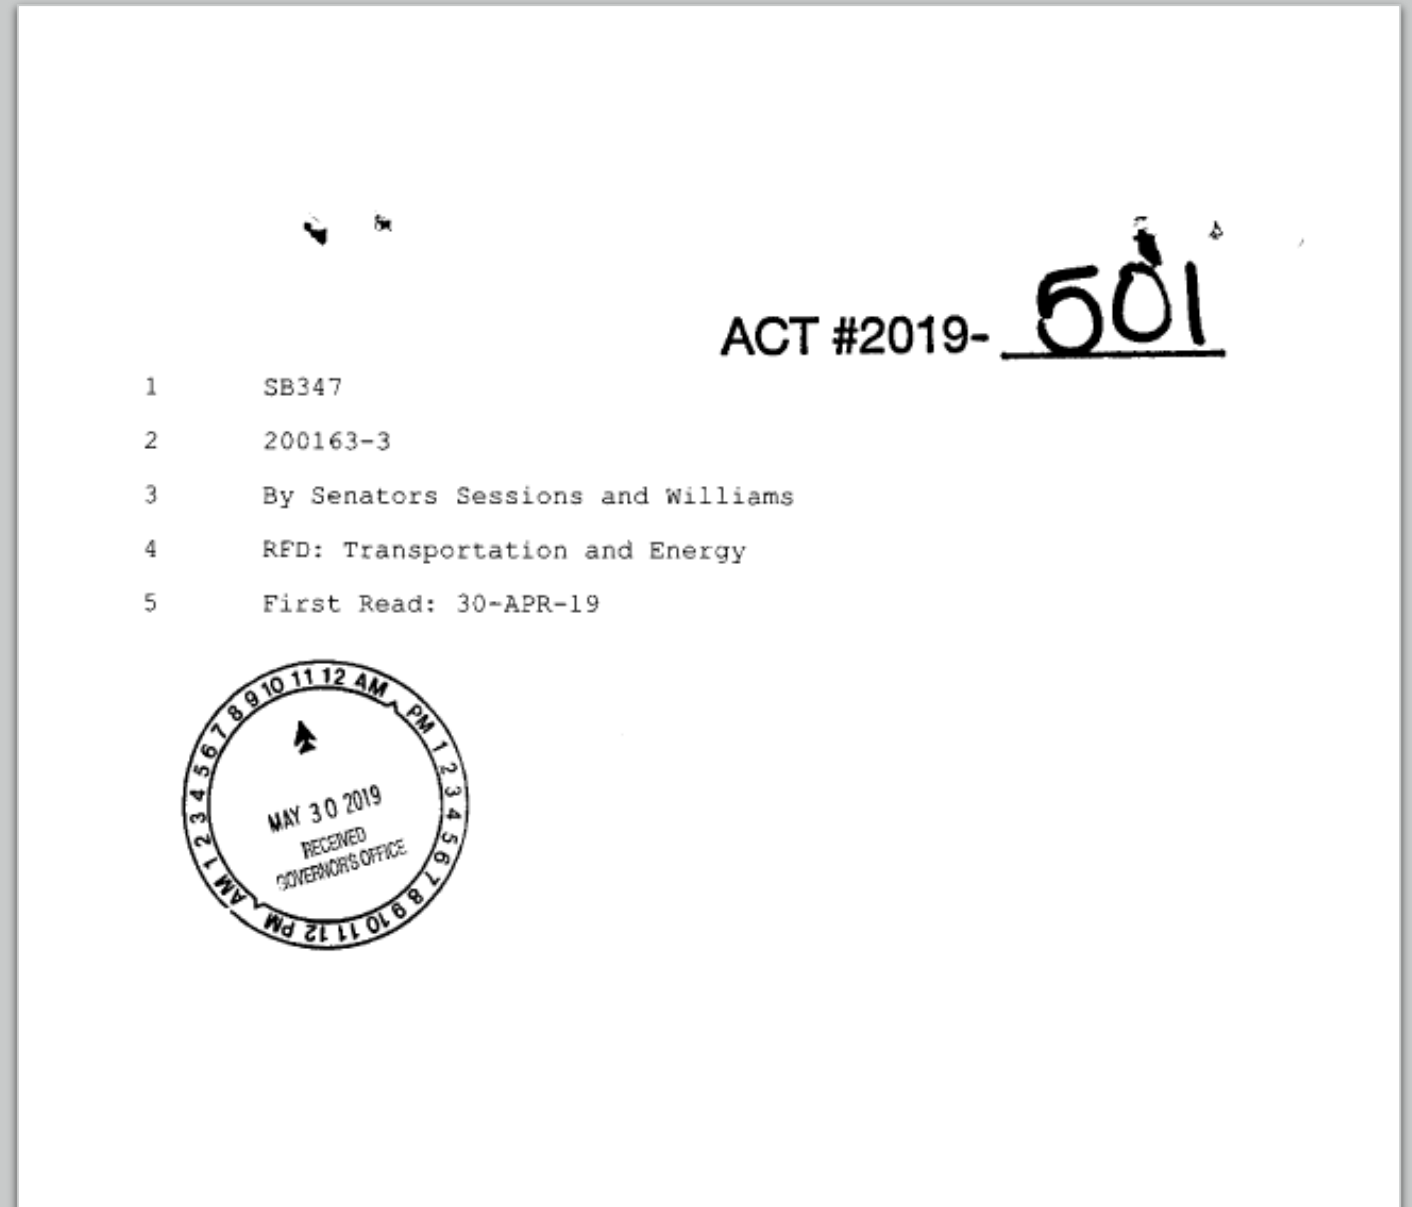 ACT #2019- 501
1 SB347
2 200163-3
3 By Senators Sessions and Williams
4 RFD: Transportation and Energy
5 First Read: 30-APR-19
AM 1 2 3 4 5 6 7 8 9 10 11 12 AM
PM 1 2 3 4 5 6 7 8 9 10 11 12 PM
MAY 30 2019
RECEIVED
GOVERNOR'S OFFICE